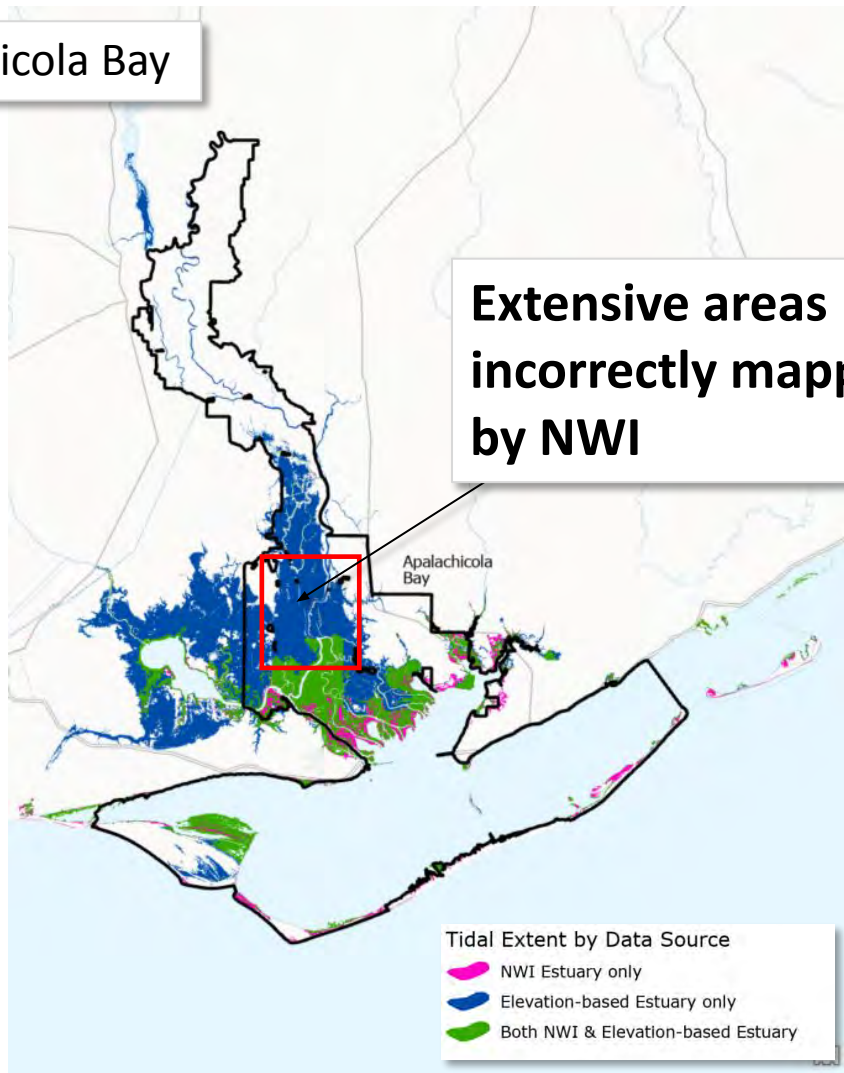 icola Bay
Extensive areas
incorrectly mapp
by NWI
Apalachicola
Bay
Tidal Extent by Data Source
NWI Estuary only
Elevation-based Estuary only
Both NWI & Elevation-based Estuary